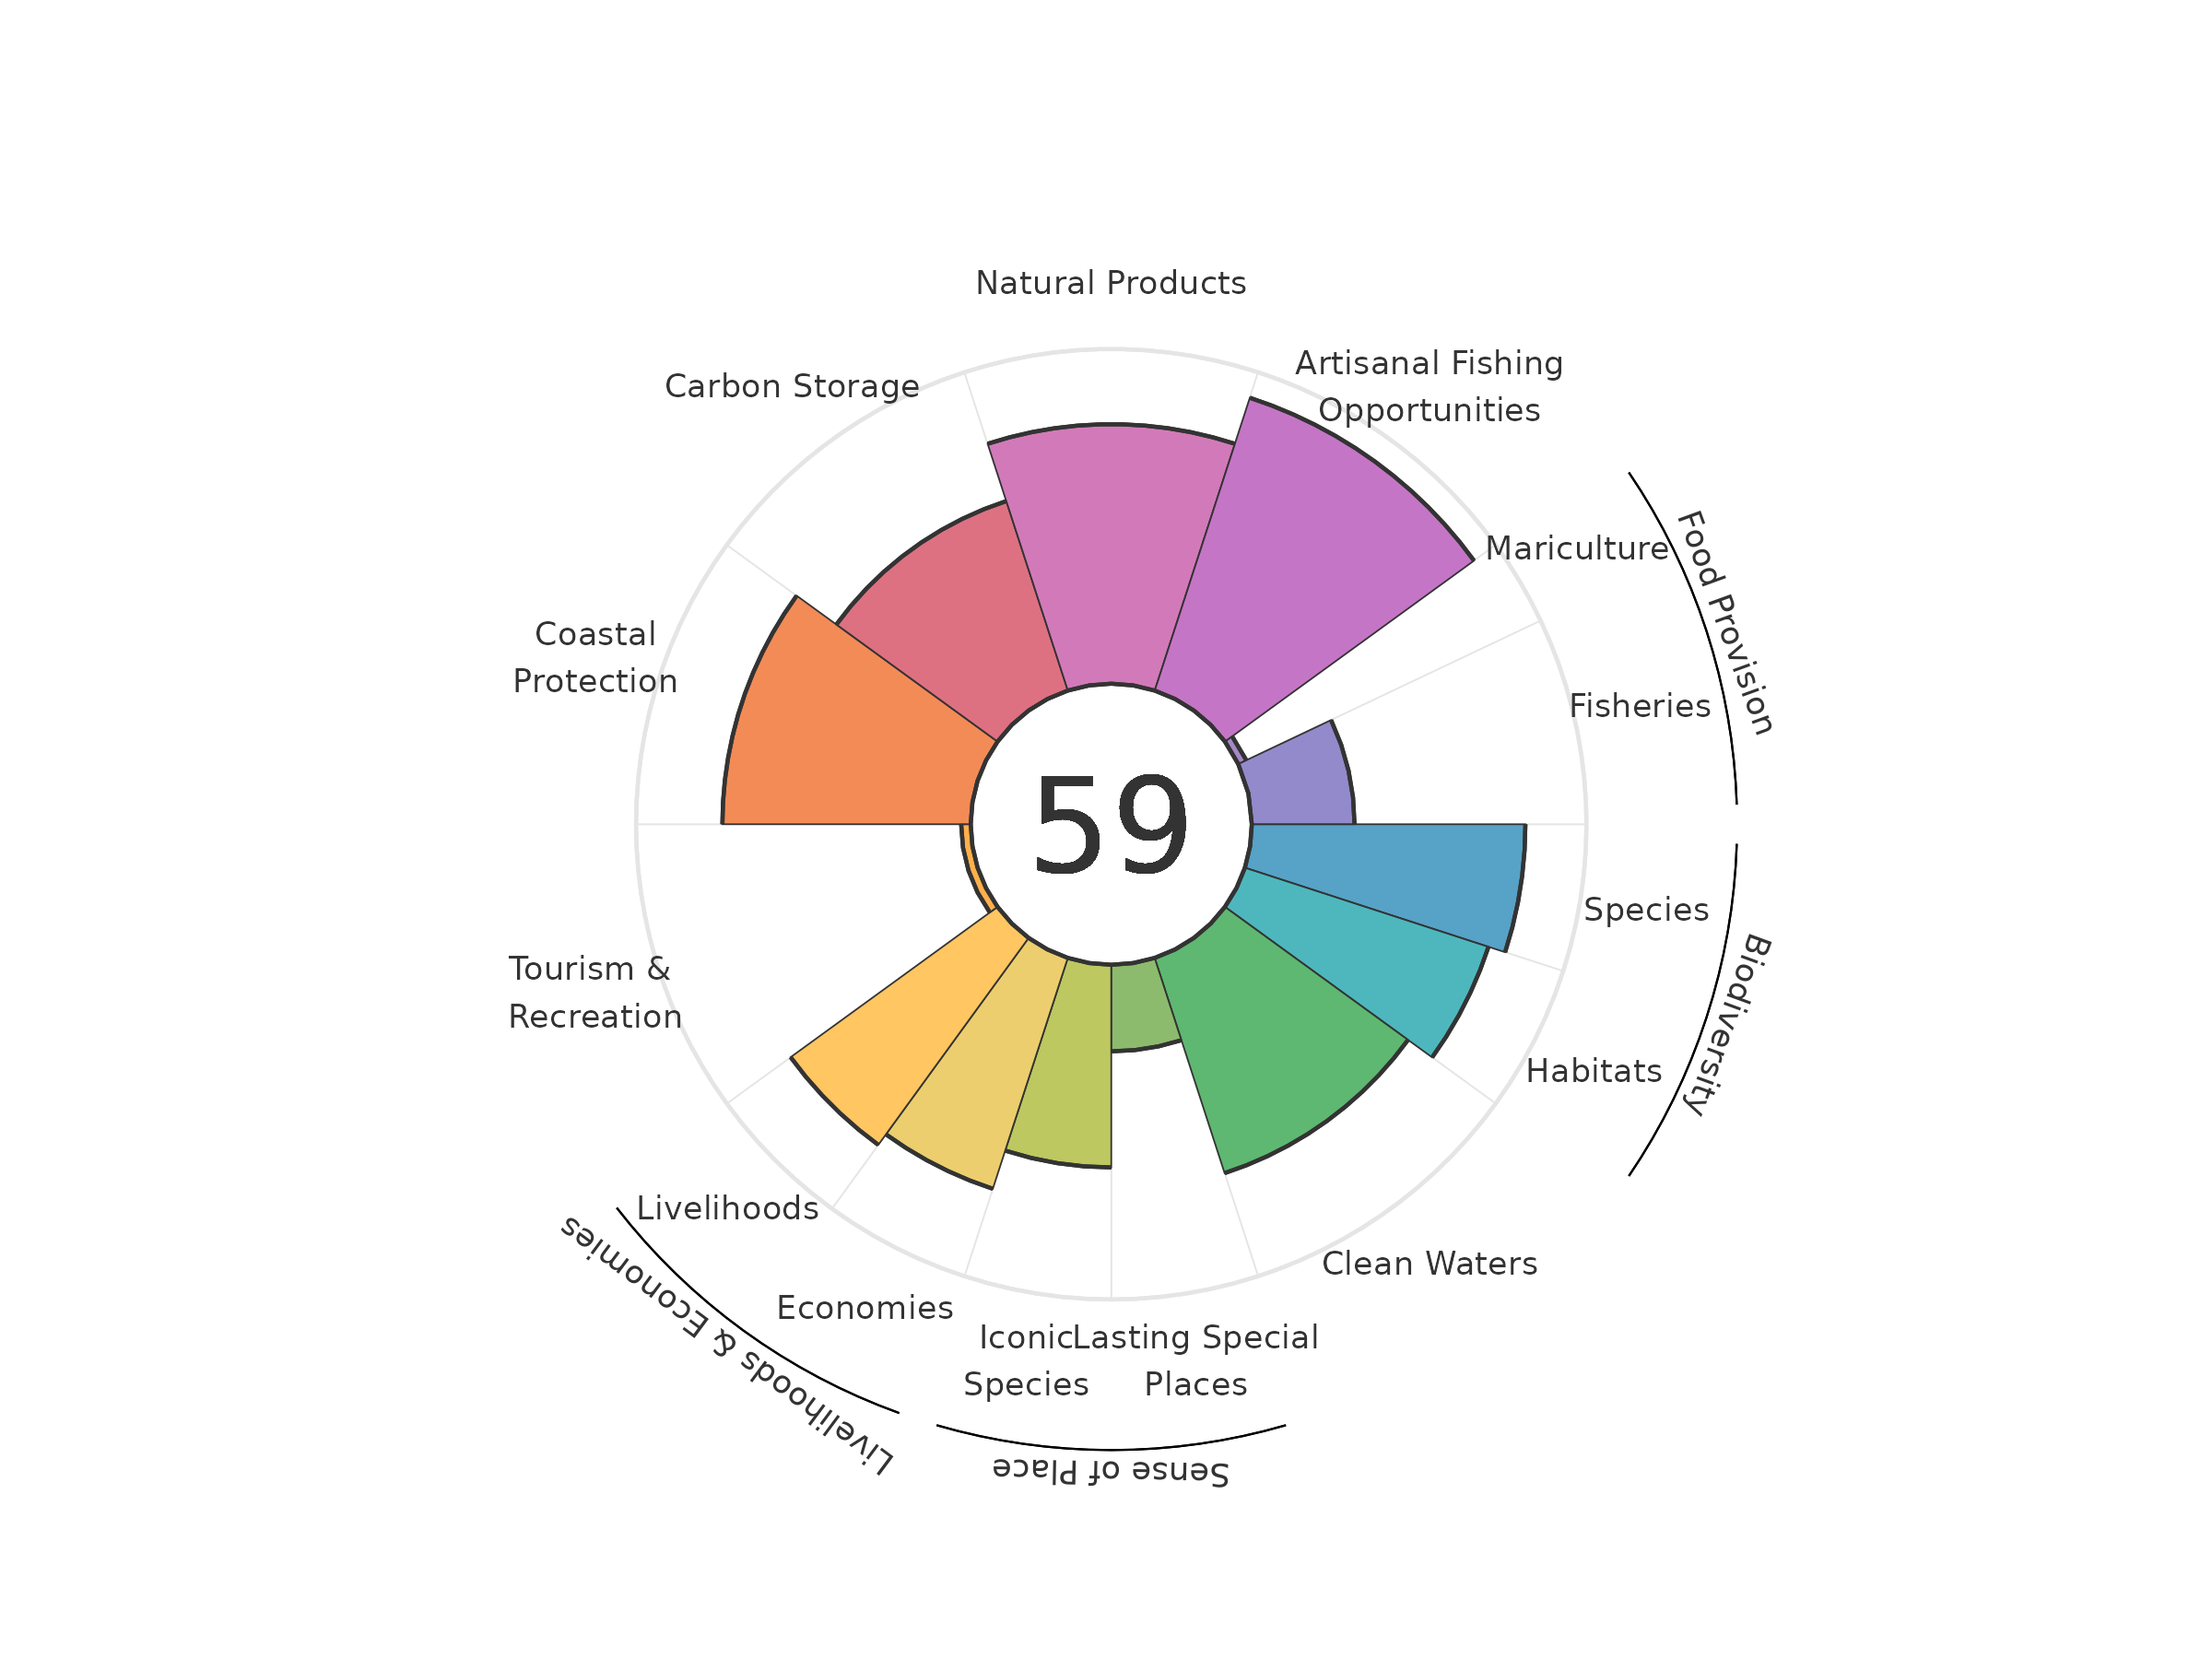 Natural Products
Artisanal Fishing
Opportunities
Carbon Storage
Mariculture
Food Provision
Coastal
Protection
Fisheries
59
Species
Biodiversity
Tourism &
Recreation
Habitats
Livelihoods
Clean Waters
Economies
Livelihoods & Economies
Iconic
Species
Lasting Special
Places
Sense of Place